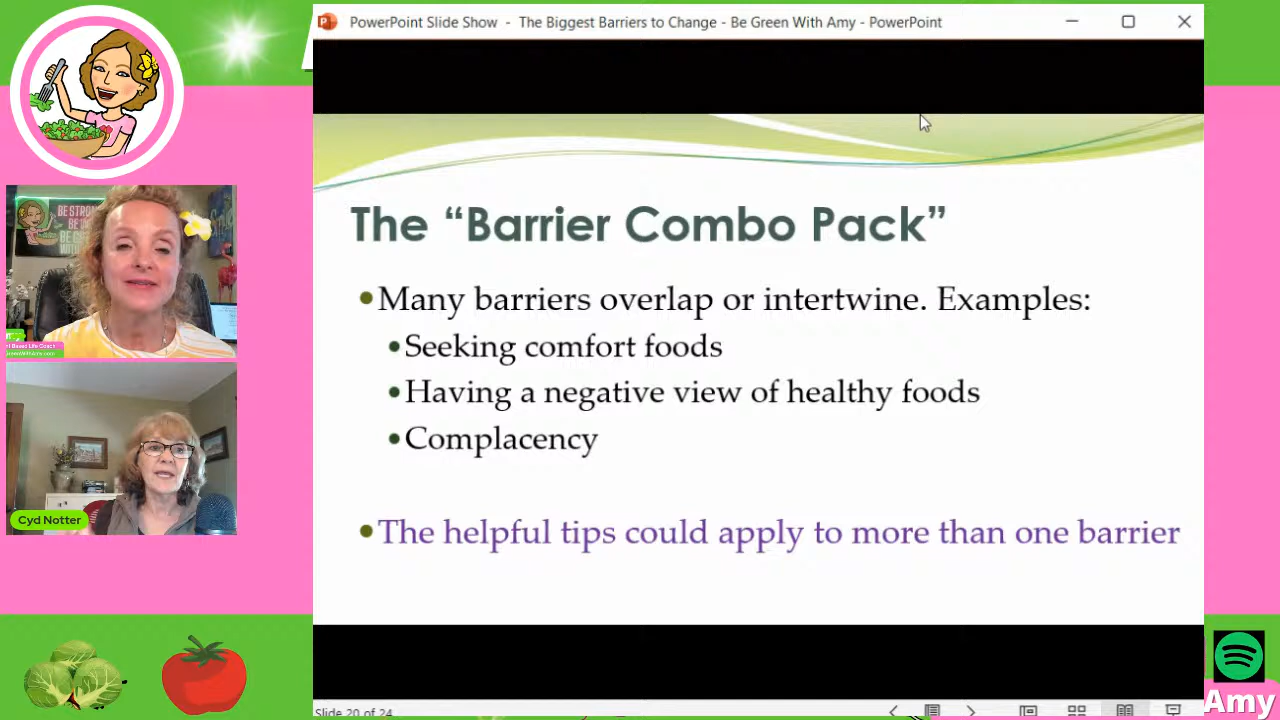 PowerPoint Slide Show - The Biggest Barriers to Change - Be Green With Amy - PowerPoint
The “Barrier Combo Pack”
•Many barriers overlap or intertwine. Examples:
•Seeking comfort foods
•Having a negative view of healthy foods
•Complacency
•The helpful tips could apply to more than one barrier
Slide 20 of 24
BE STRON
Cyd Notter
Amy